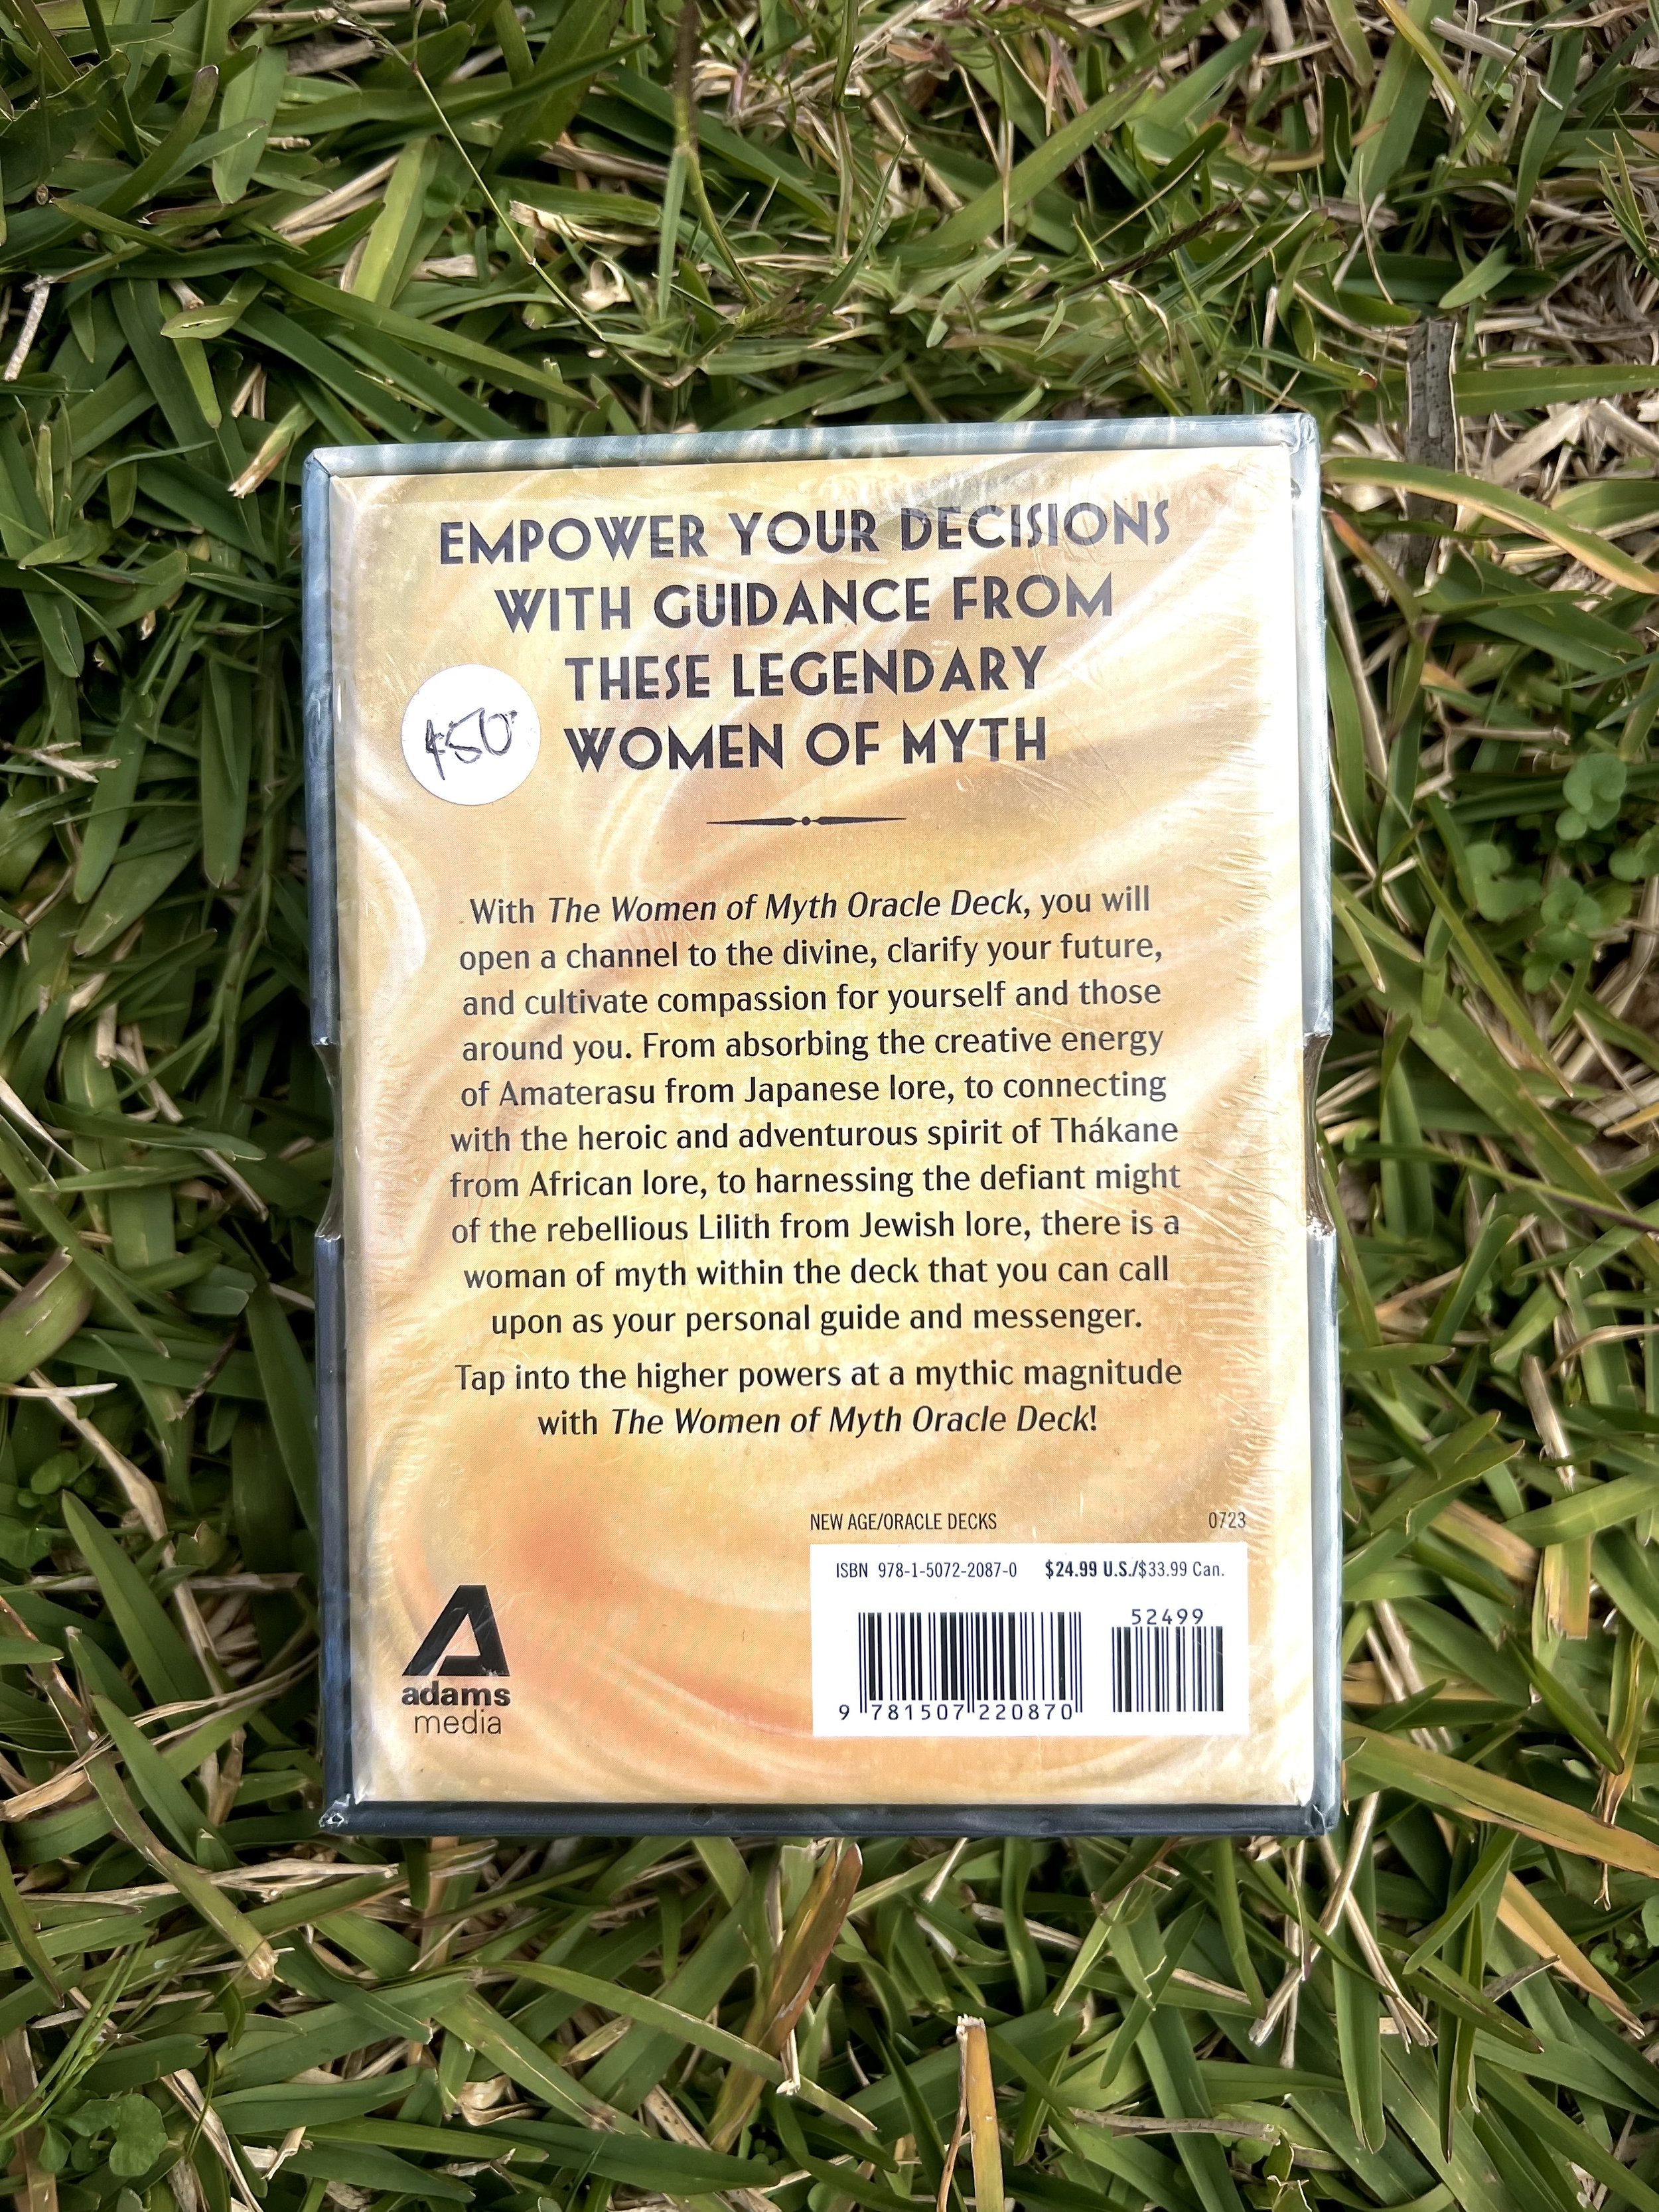 EMPOWER YOUR DECISIONS
WITH GUIDANCE FROM
THESE LEGENDARY
WOMEN OF MYTH
450
With The Women of Myth Oracle Deck, you will
open a channel to the divine, clarify your future,
and cultivate compassion for yourself and those
around you. From absorbing the creative energy
of Amaterasu from Japanese lore, to connecting
with the heroic and adventurous spirit of Thákane
from African lore, to harnessing the defiant might
of the rebellious Lilith from Jewish lore, there is a
woman of myth within the deck that you can call
upon as your personal guide and messenger.
Tap into the higher powers at a mythic magnitude
with The Women of Myth Oracle Deck!
NEW AGE/ORACLE DECKS 0723
ISBN 978-1-5072-2087-0 $24.99 U.S./$33.99 Can.
52499
9 781507 220870
adams
media